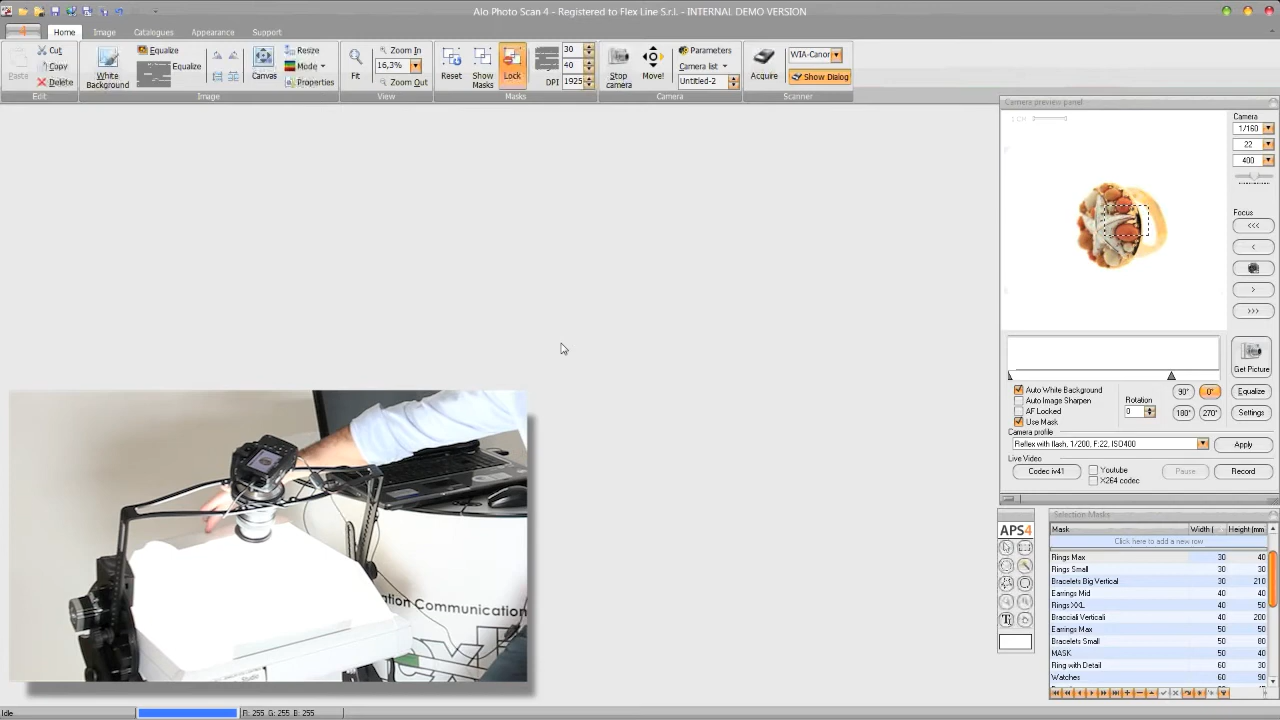 Alo Photo Scan 4 - Registered to Flex Line S.r.l. - INTERNAL DEMO VERSION
Home Image Catalogues Appearance Support
Paste
Cut
Copy
Delete
Edit
White Background
Equalize
Equalize
Canvas
Resize
Mode
Properties
Image
Fit
Zoom In
16,3%
Zoom Out
View
Reset
Show Masks
Lock
30
40
DPI 1925
Masks
Stop camera
Move!
Parameters
Camera list
Untitled-2
Camera
Acquire
WIA-Canor
Show Dialog
Scanner
Camera preview panel
Camera
1/160
22
400
Focus
<<<
<
>
>>>
Get Picture
Auto White Background
Auto Image Sharpen
AF Locked
Use Mask
Rotation
0
90°
0°
180°
270°
Equalize
Settings
Camera profile
Reflex with flash, 1/200, F:22, ISO400
Apply
Live Video
Codec iv41
Youtube
X264 codec
Pause
Record
APS4
Selection Masks
Mask Width ( Height (mm
Click here to add a new row
Rings Max 30 40
Rings Small 30 30
Bracelets Big Vertical 30 210
Earrings Mid 40 40
Rings XXL 40 50
Bracciali Verticali 40 200
Earrings Max 50 50
Bracelets Small 50 80
MASK 50 40
Ring with Detail 60 30
Watches 60 90
ation Communication
Idle
R: 255 G: 255 B: 255